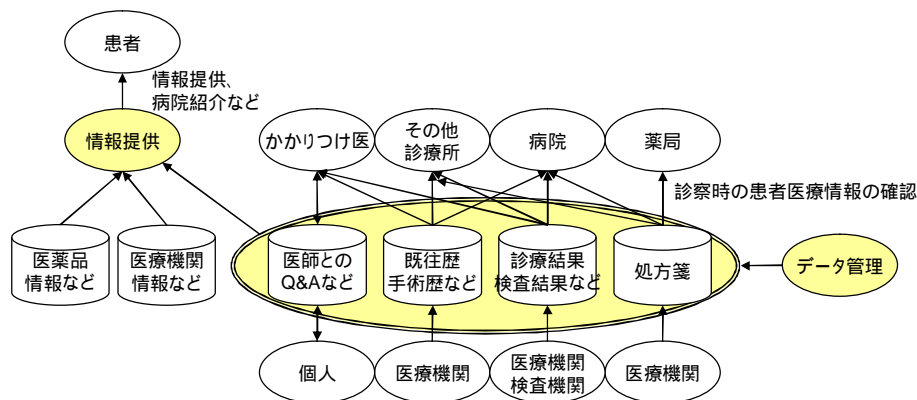 患者
情報提供、
病院紹介など
情報提供
かかりつけ医
その他
診療所
病院
薬局
診察時の患者医療情報の確認
医薬品
情報など
医療機関
情報など
医師との
Q&Aなど
既往歴
手術歴など
診療結果
検査結果など
処方箋
データ管理
個人
医療機関
医療機関
検査機関
医療機関